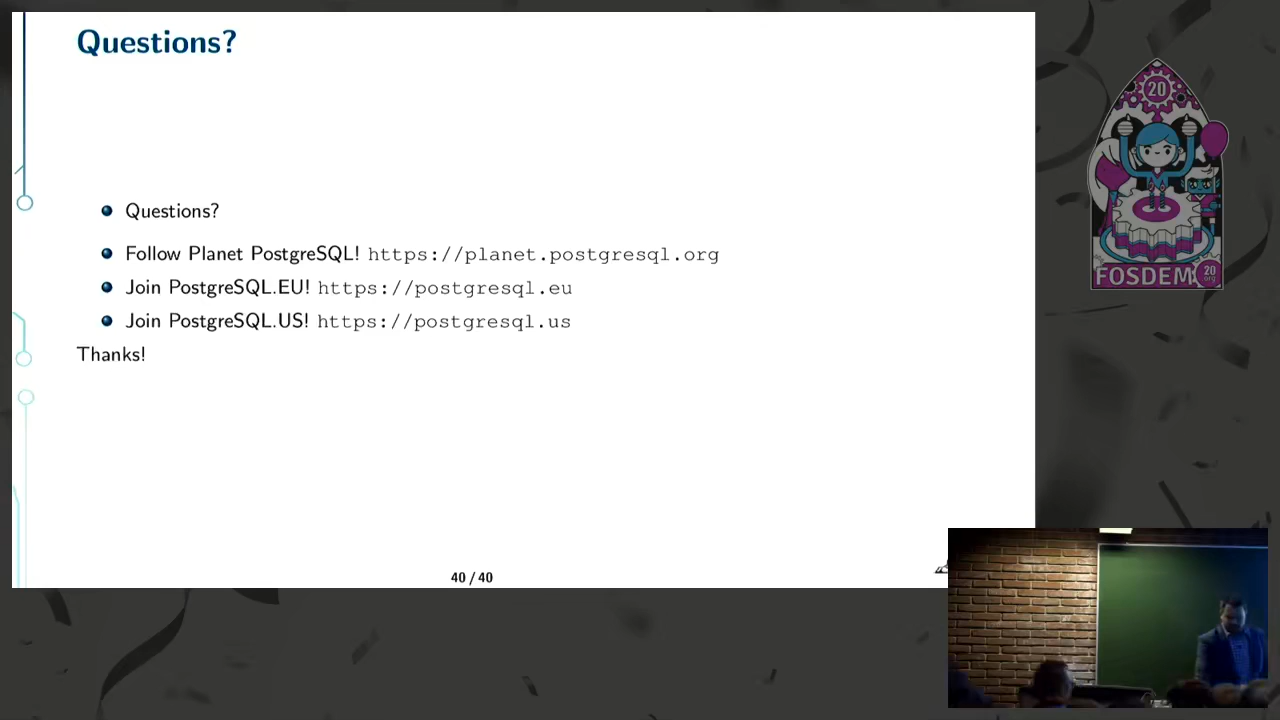 Questions?
Questions?
Follow Planet PostgreSQL! https://planet.postgresql.org
Join PostgreSQL.EU! https://postgresql.eu
Join PostgreSQL.US! https://postgresql.us
Thanks!
40 / 40
20
FOSDEM 20
org